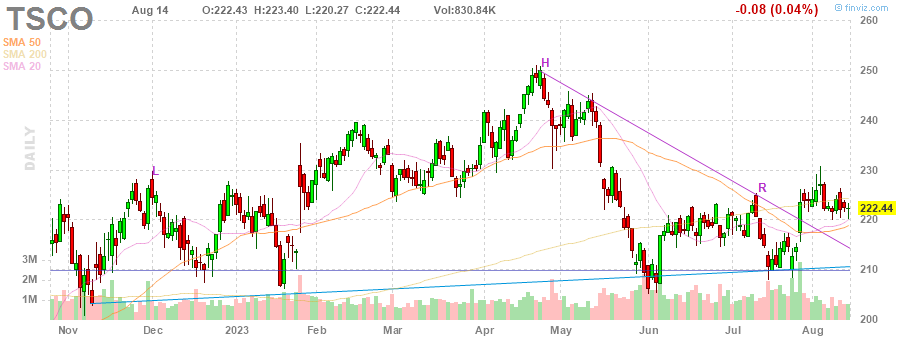 TSCO
Aug 14 O:222.43 H:223.40 L:220.27 C:222.44 Vol:830.84K -0.08 (0.04%) © finviz.com
SMA 50
SMA 200
SMA 20
DAILY
260
250
240
230
222.44
220
210
200
3M
2M
1M
L
H
R
Nov Dec 2023 Feb Mar Apr May Jun Jul Aug